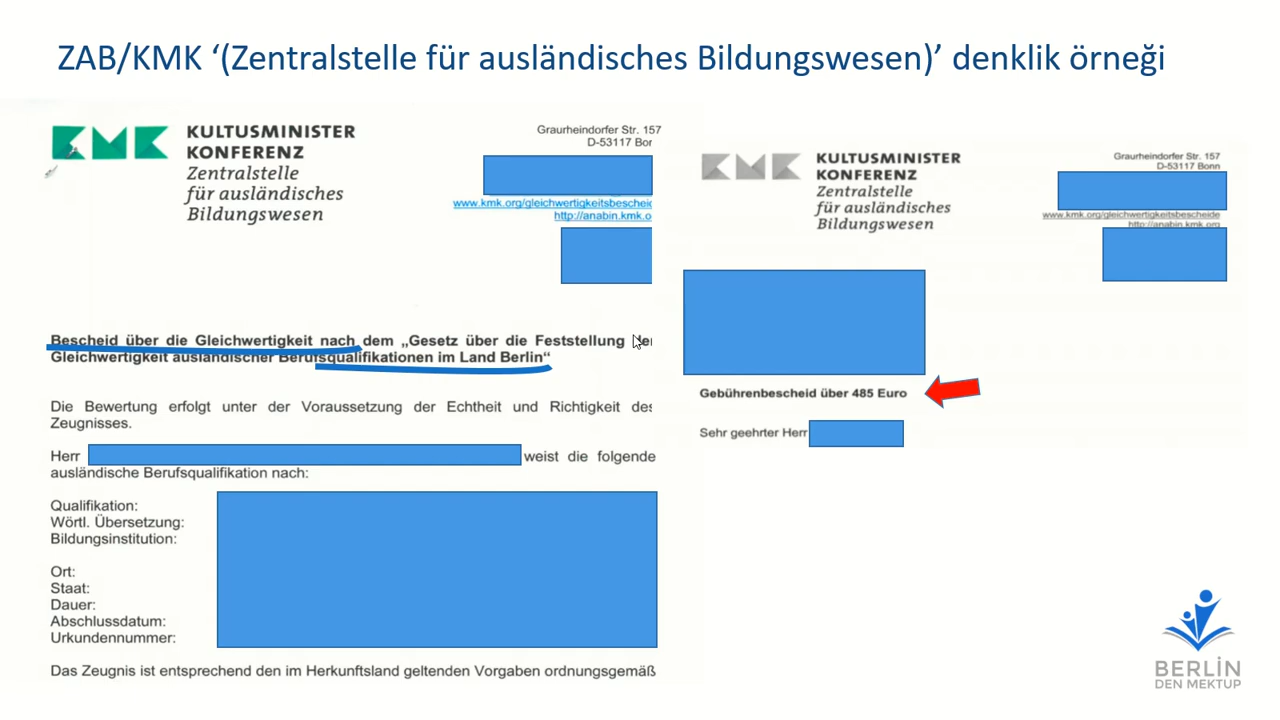 ZAB/KMK ‘(Zentralstelle für ausländisches Bildungswesen)’ denklik örneği
KMK KULTUSMINISTER
KONFERENZ
Zentralstelle
für ausländisches
Bildungswesen
Graurheindorfer Str. 157
D-53117 Bor
www.kmk.org/gleichwertigkeitsbescheid
http://anabin.kmk.o
Bescheid über die Gleichwertigkeit nach dem „Gesetz über die Feststellung der
Gleichwertigkeit ausländischer Berufsqualifikationen im Land Berlin“
Die Bewertung erfolgt unter der Voraussetzung der Echtheit und Richtigkeit des
Zeugnisses.
Herr weist die folgende
ausländische Berufsqualifikation nach:
Qualifikation:
Wörtl. Übersetzung:
Bildungsinstitution:
Ort:
Staat:
Dauer:
Abschlussdatum:
Urkundennummer:
Das Zeugnis ist entsprechend den im Herkunftsland geltenden Vorgaben ordnungsgemäß
KMK KULTUSMINISTER
KONFERENZ
Zentralstelle
für ausländisches
Bildungswesen
Graurheindorfer Str. 157
D-53117 Bonn
www.kmk.org/gleichwertigkeitsbescheide
http://anabin.kmk.org
Gebührenbescheid über 485 Euro
Sehr geehrter Herr
BERLİN
DEN MEKTUP